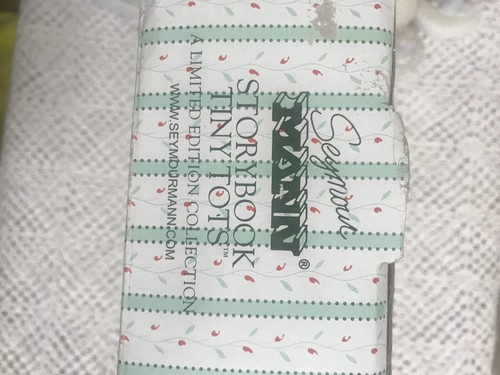 Seymour
MANN®
STORYBOOK
TINY TOTS™
A LIMITED EDITION COLLECTION
WWW.SEYMOURMANN.COM